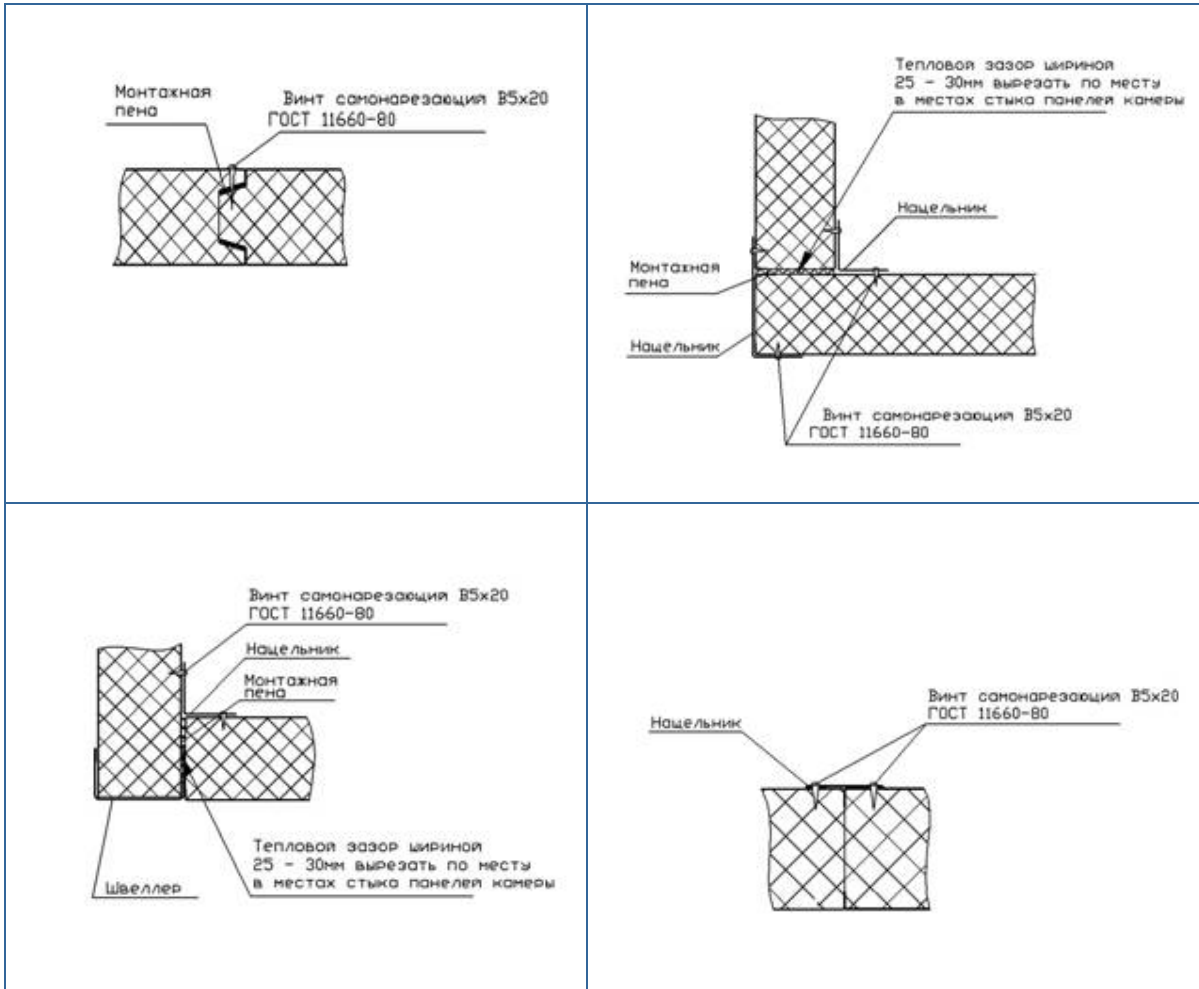 Монтажная
пена
Винт самонарезающий В5х20
ГОСТ 11660-80
Тепловой зазор шириной
25 - 30мм вырезать по месту
в местах стыка панелей камеры
Нащельник
Монтажная
пена
Нащельник
Винт самонарезающий В5х20
ГОСТ 11660-80
Винт самонарезающий В5х20
ГОСТ 11660-80
Нащельник
Монтажная
пена
Тепловой зазор шириной
25 - 30мм вырезать по месту
в местах стыка панелей камеры
Швеллер
Винт самонарезающий В5х20
ГОСТ 11660-80
Нащельник